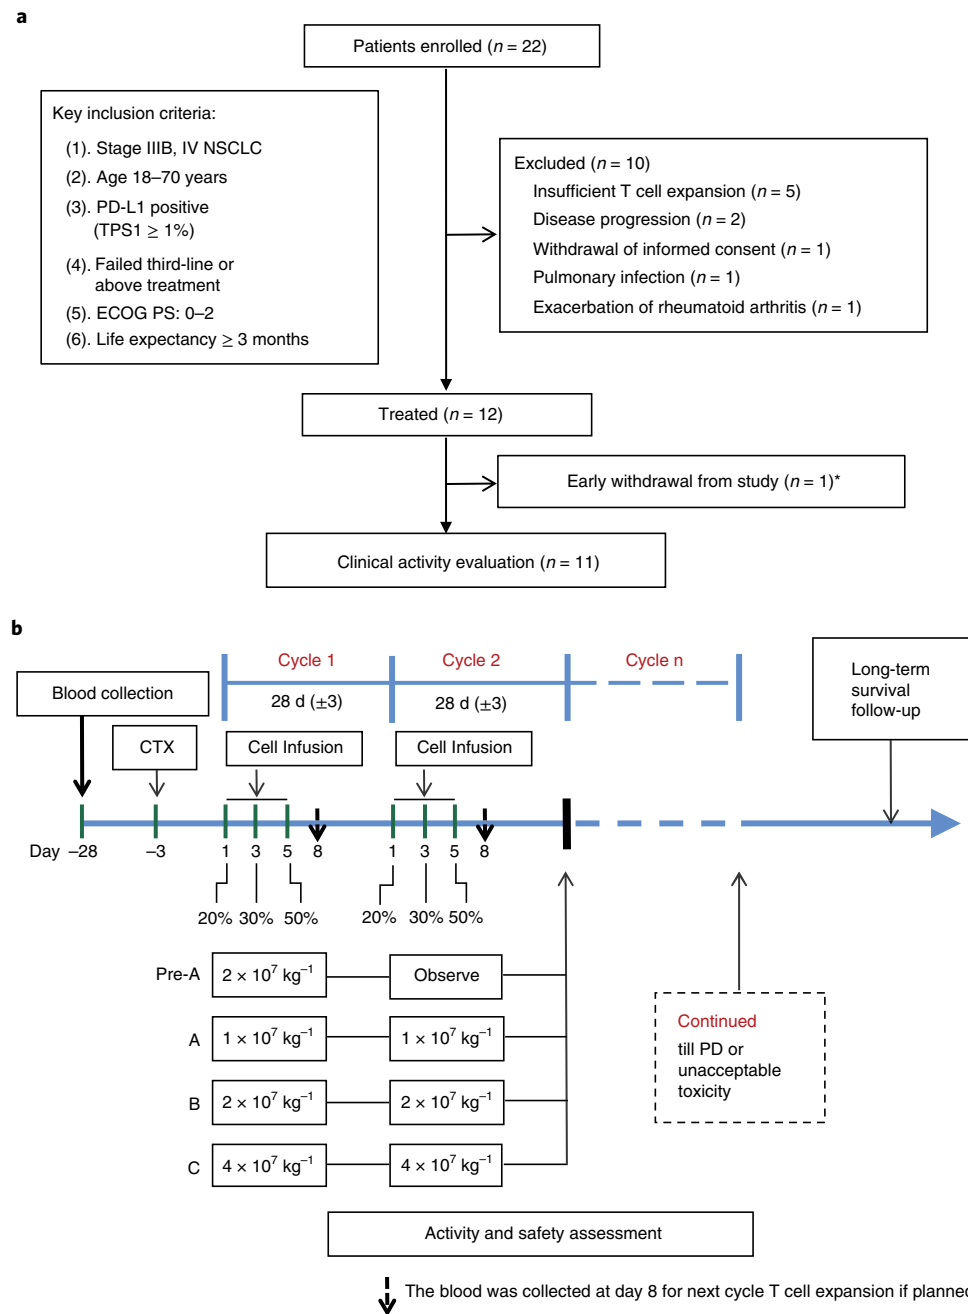 a
Patients enrolled (n = 22)
Key inclusion criteria:
(1). Stage IIIB, IV NSCLC
(2). Age 18–70 years
(3). PD-L1 positive
(TPS1 ≥ 1%)
(4). Failed third-line or
above treatment
(5). ECOG PS: 0–2
(6). Life expectancy ≥ 3 months
Excluded (n = 10)
Insufficient T cell expansion (n = 5)
Disease progression (n = 2)
Withdrawal of informed consent (n = 1)
Pulmonary infection (n = 1)
Exacerbation of rheumatoid arthritis (n = 1)
Treated (n = 12)
Early withdrawal from study (n = 1)*
Clinical activity evaluation (n = 11)
b
Cycle 1 Cycle 2 Cycle n
28 d (±3) 28 d (±3)
Blood collection
Long-term
survival
follow-up
CTX Cell Infusion Cell Infusion
Day –28 –3 1 3 5 8 1 3 5 8
20% 30% 50% 20% 30% 50%
Pre-A 2 × 10⁷ kg⁻¹ Observe
A 1 × 10⁷ kg⁻¹ 1 × 10⁷ kg⁻¹
B 2 × 10⁷ kg⁻¹ 2 × 10⁷ kg⁻¹
C 4 × 10⁷ kg⁻¹ 4 × 10⁷ kg⁻¹
Continued
till PD or
unacceptable
toxicity
Activity and safety assessment
The blood was collected at day 8 for next cycle T cell expansion if planned